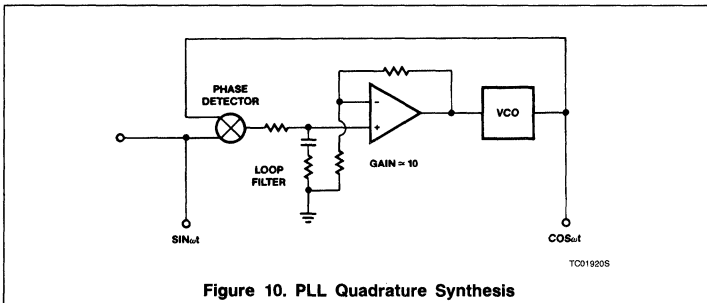 PHASE
DETECTOR
LOOP
FILTER
-
+
GAIN ≃ 10
VCO
SINωt
COSωt
TC01920S
Figure 10. PLL Quadrature Synthesis